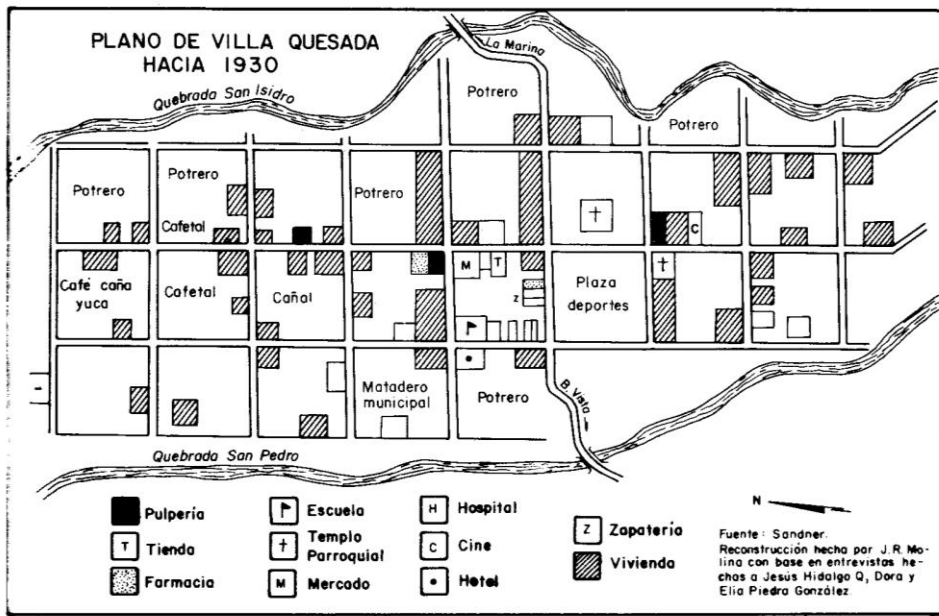 PLANO DE VILLA QUESADA
HACIA 1930
La Marina
Quebrada San Isidro
Potrero
Potrero
Potrero
Potrero
Potrero
Cafetal
C
Café caña
yuca
Cafetal
Cañal
M
T
Z
Plaza
deportes
Matadero
municipal
Potrero
B. Vista
Quebrada San Pedro
Pulpería
Tienda
Farmacia
Escuela
Templo
Parroquial
M Mercado
H Hospital
C Cine
Hotel
Z Zapatería
Vivienda
T
N
Fuente: Sandner.
Reconstrucción hecha por J.R. Mo-
lina con base en entrevistas he-
chas a Jesús Hidalgo Q, Dora y
Elia Piedra González.